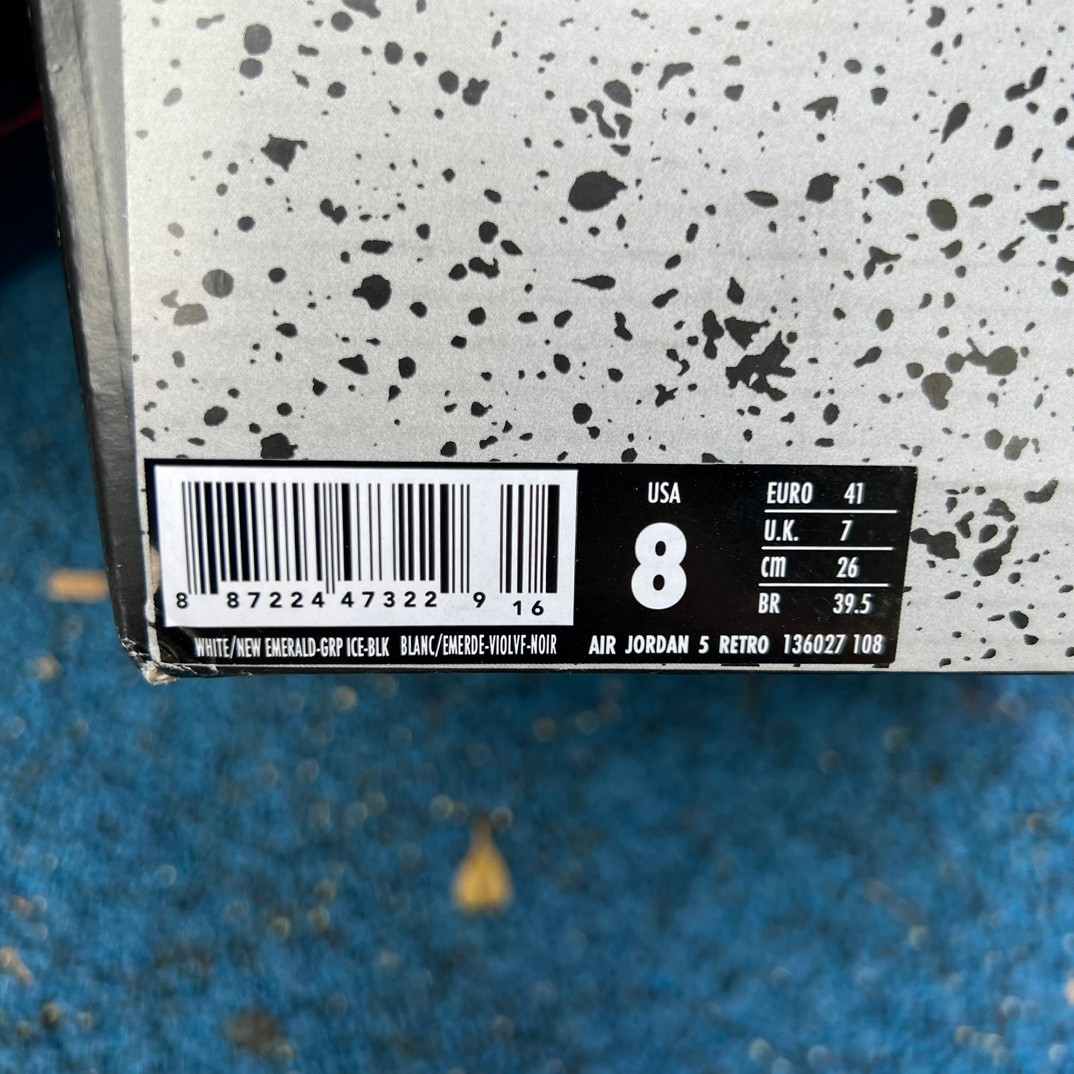 USA
8
EURO 41
U.K. 7
cm 26
BR 39.5
8 87224 47322 9 16
WHITE/NEW EMERALD-GRP ICE-BLK BLANC/EMERDE-VIOLVF-NOIR
AIR JORDAN 5 RETRO 136027 108